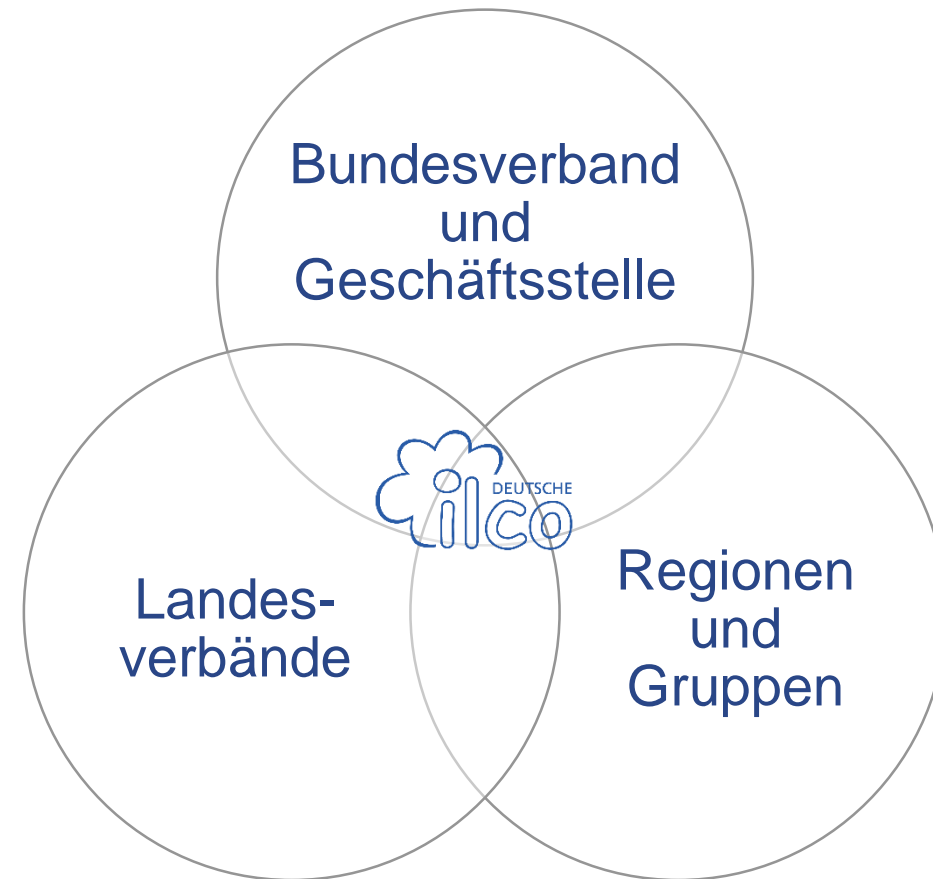 Bundesverband
und
Geschäftsstelle
DEUTSCHE
ilco
Landes-
verbände
Regionen
und
Gruppen